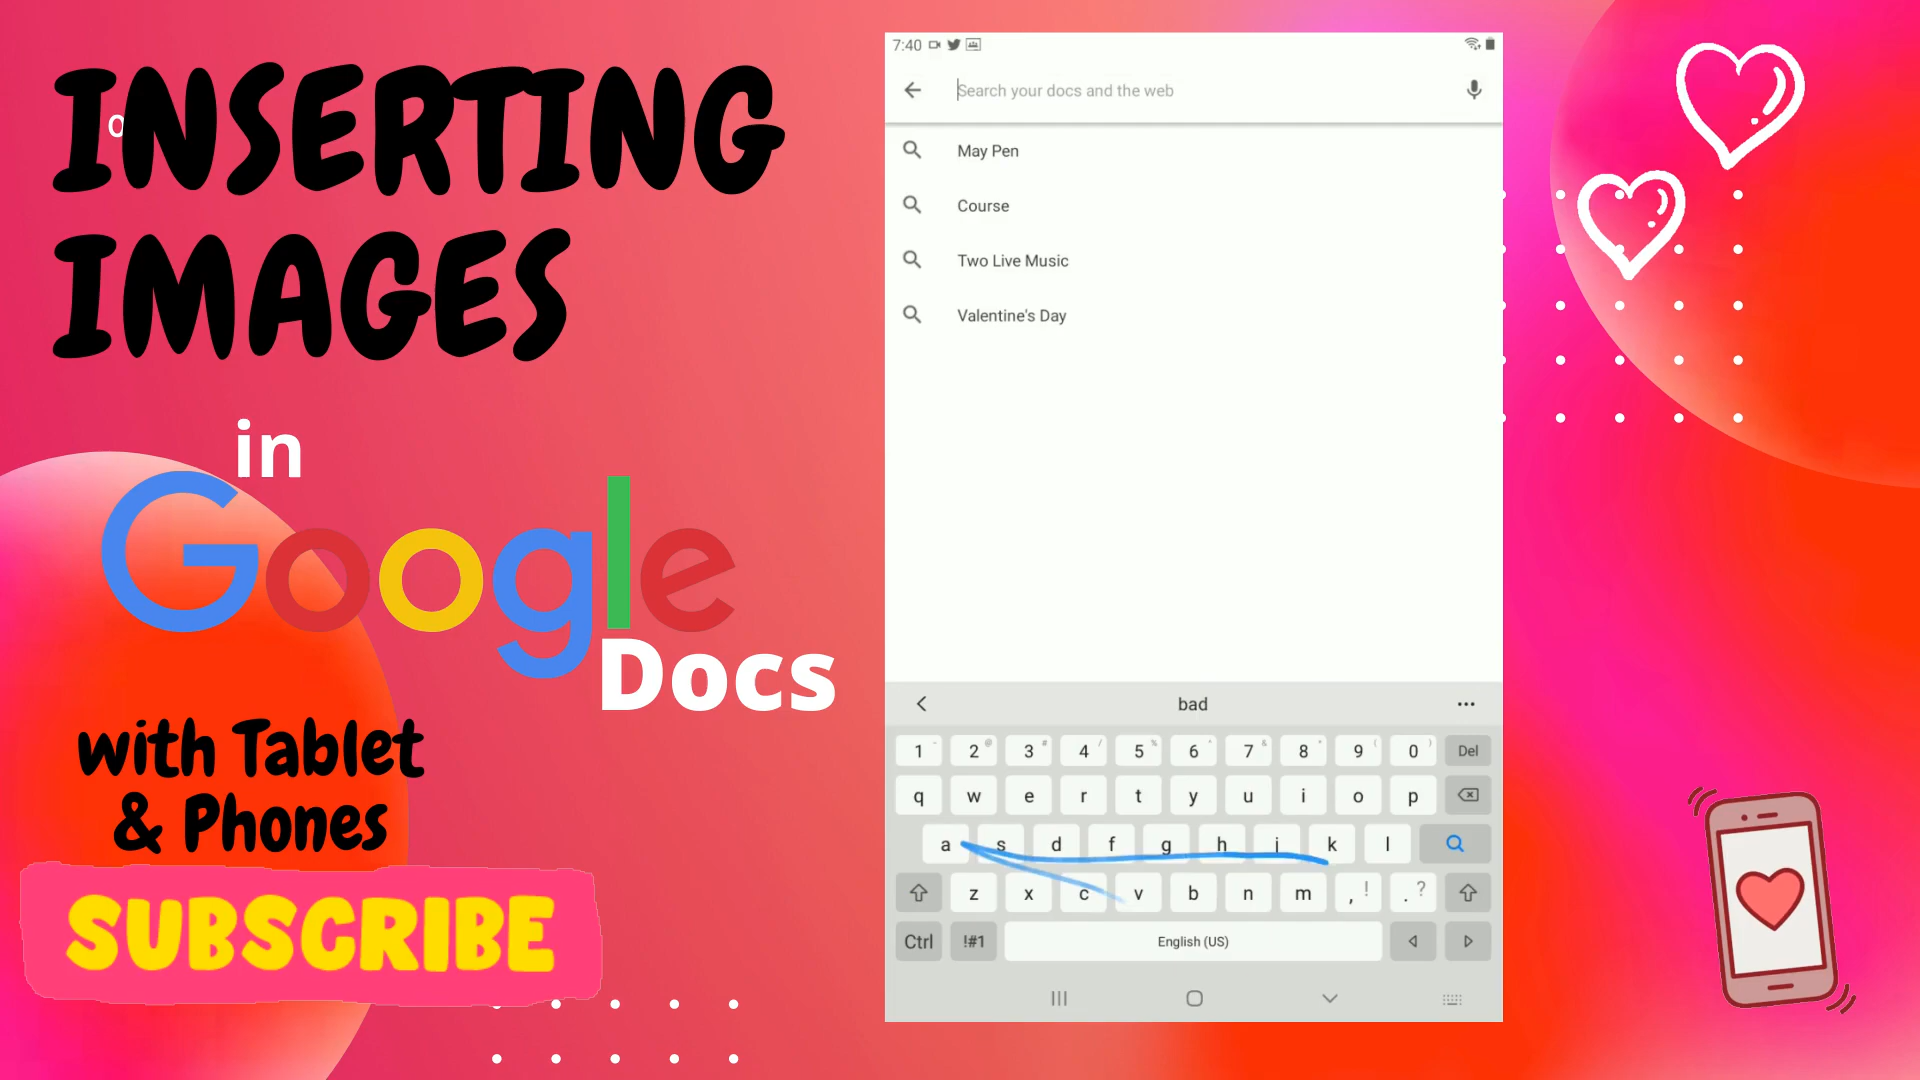 INSERTING
IMAGES
in
Google
Docs
with Tablet
& Phones
SUBSCRIBE
7:40
Search your docs and the web
May Pen
Course
Two Live Music
Valentine's Day
bad
1 2 3 4 5 6 7 8 9 0 Del
q w e r t y u i o p
a s d f g h j k l
z x c v b n m , ! . ?
Ctrl !#1 English (US)